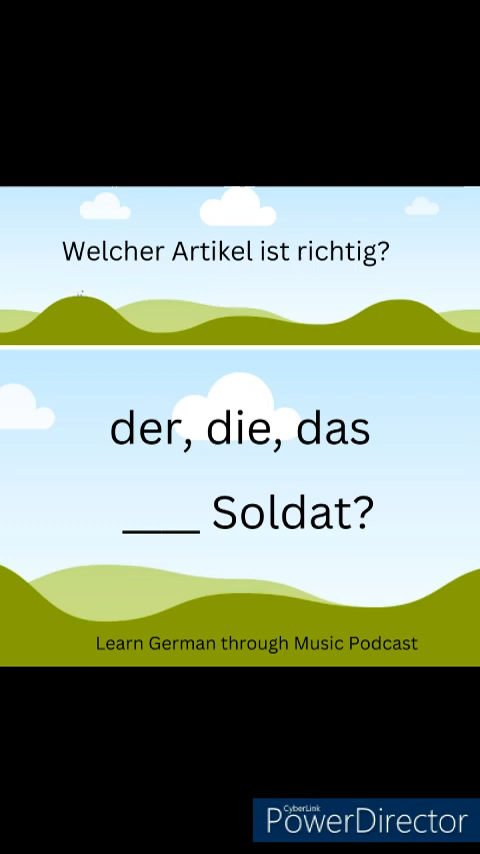 Welcher Artikel ist richtig?
der, die, das
____ Soldat?
Learn German through Music Podcast
CyberLink
PowerDirector